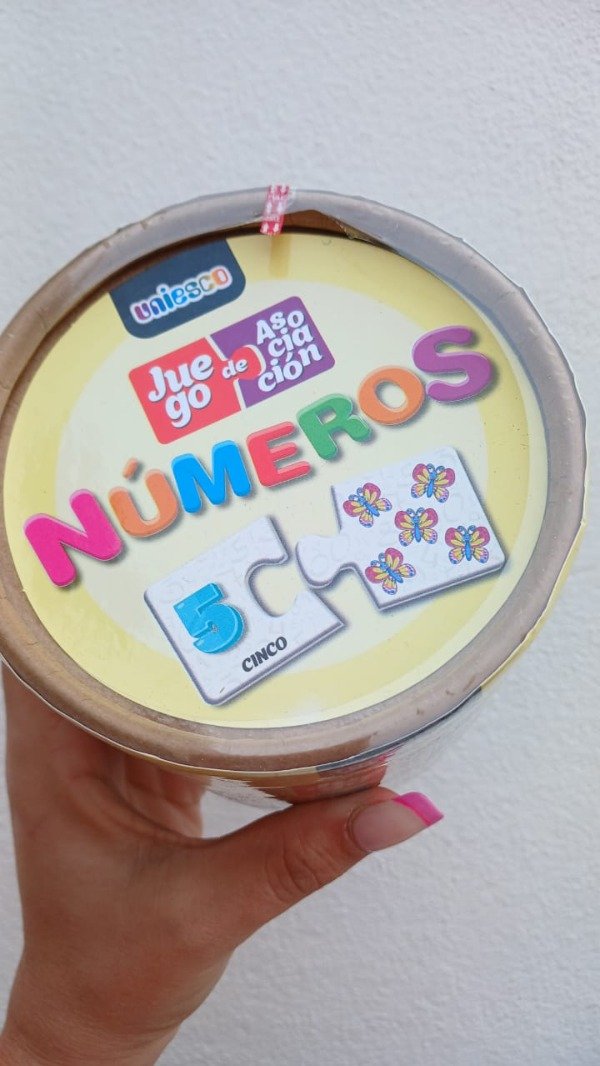 uniesco
Jue
go
de
Aso
cia
ción
NÚMEROS
5
CINCO